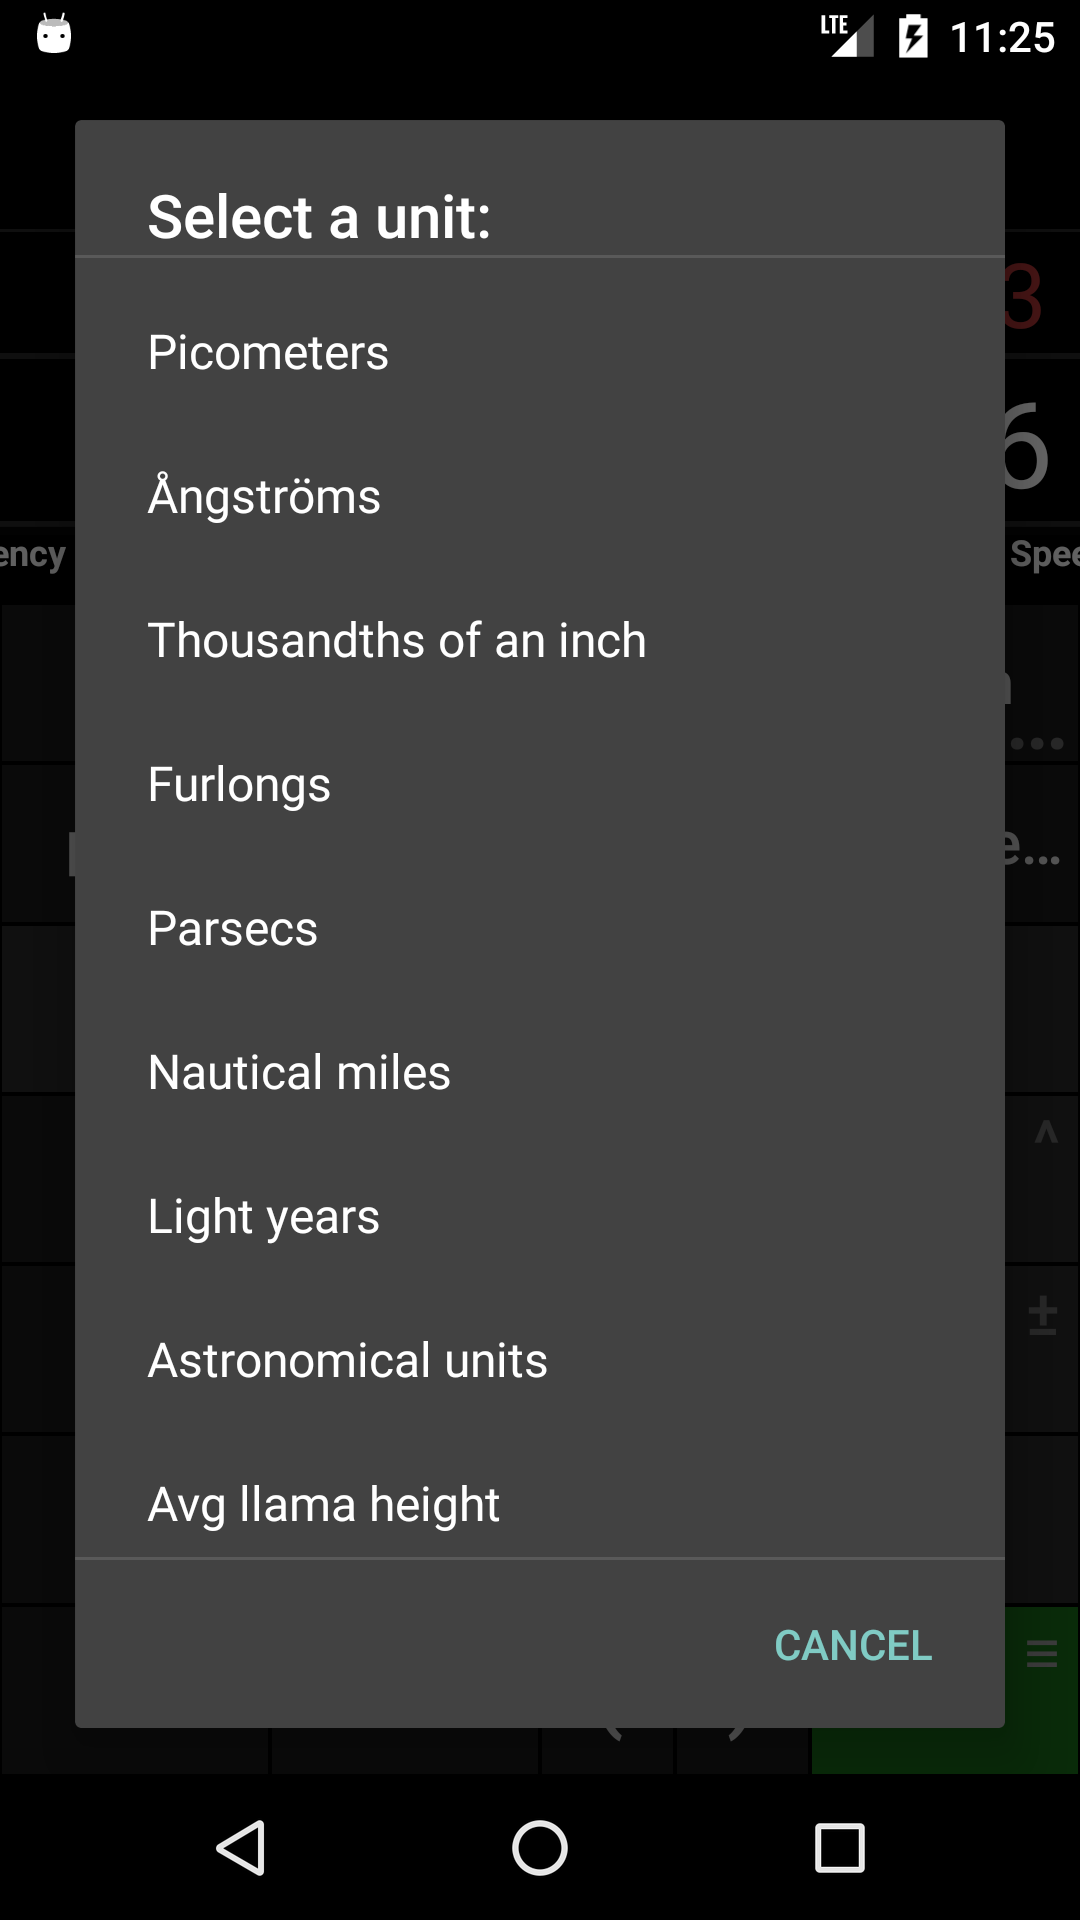 LTE 11:25
Select a unit:
3
Picometers
6
Ångströms
ency
Spee
Thousandths of an inch
...
Furlongs
e...
Parsecs
Nautical miles
^
Light years
±
Astronomical units
Avg llama height
CANCEL
( )